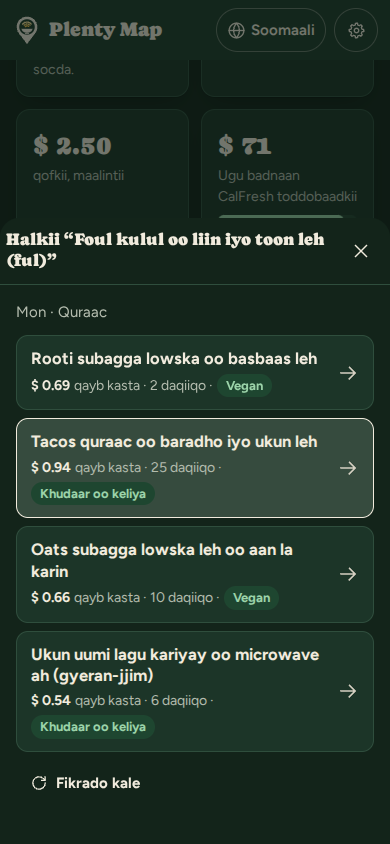 Plenty Map
Soomaali
socda.
$ 2.50
qofkii, maalintii
$ 71
Ugu badnaan
CalFresh toddobaadkii
Halkii “Foul kulul oo liin iyo toon leh
(ful)”
Mon · Quraac
Rooti subagga lowska oo basbaas leh
$ 0.69 qayb kasta · 2 daqiiqo · Vegan
Tacos quraac oo baradho iyo ukun leh
$ 0.94 qayb kasta · 25 daqiiqo ·
Khudaar oo keliya
Oats subagga lowska leh oo aan la
karin
$ 0.66 qayb kasta · 10 daqiiqo · Vegan
Ukun uumi lagu kariyay oo microwave
ah (gyeran-jjim)
$ 0.54 qayb kasta · 6 daqiiqo ·
Khudaar oo keliya
Fikrado kale